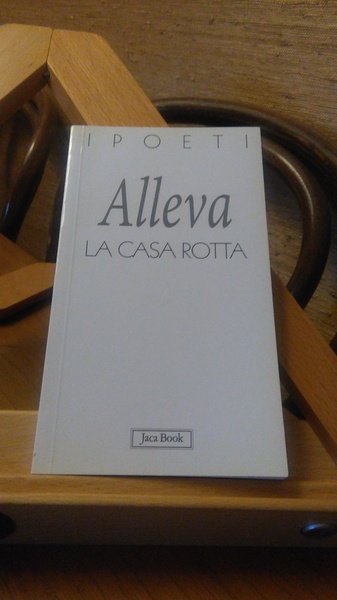 I POETI
Alleva
LA CASA ROTTA
Jaca Book